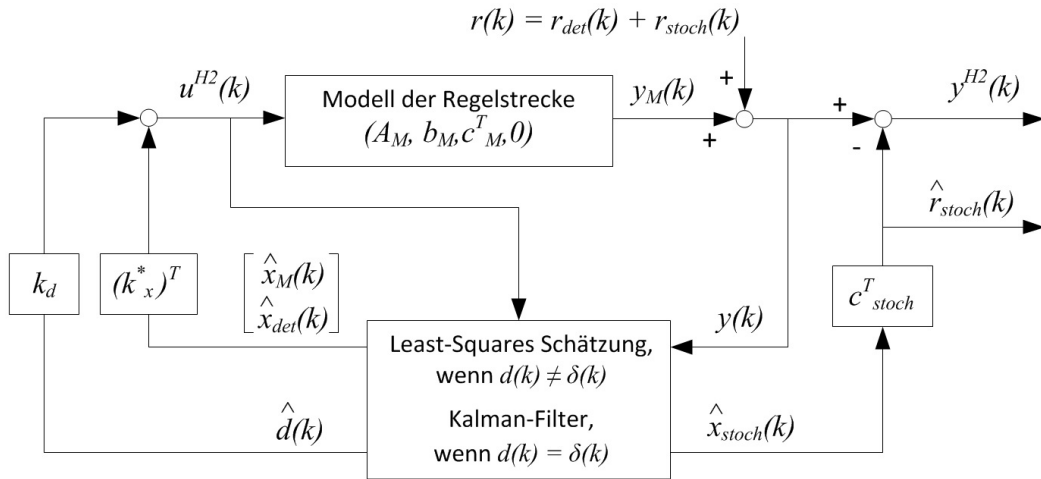 r(k) = r_det(k) + r_stoch(k)
u^H2(k)
Modell der Regelstrecke
(A_M, b_M, c^T_M, 0)
y_M(k)
+
+
+
-
y^H2(k)
r̂_stoch(k)
k_d
(k^*_x)^T
x̂_M(k)
x̂_det(k)
c^T_stoch
y(k)
Least-Squares Schätzung,
wenn d(k) ≠ δ(k)
Kalman-Filter,
wenn d(k) = δ(k)
d̂(k)
x̂_stoch(k)